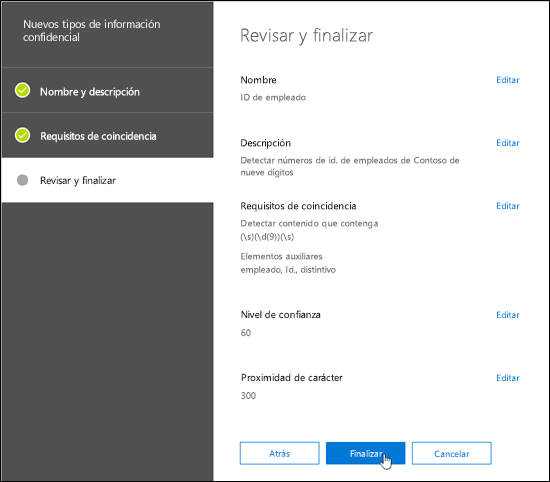 Nuevos tipos de información
confidencial
Nombre y descripción
Requisitos de coincidencia
Revisar y finalizar
Revisar y finalizar
Nombre
Editar
ID de empleado
Descripción
Editar
Detectar números de id. de empleados de Contoso de
nueve dígitos
Requisitos de coincidencia
Editar
Detectar contenido que contenga
(\s)(\d{9})(\s)
Elementos auxiliares
empleado, Id., distintivo
Nivel de confianza
Editar
60
Proximidad de carácter
Editar
300
Atrás
Finalizar
Cancelar